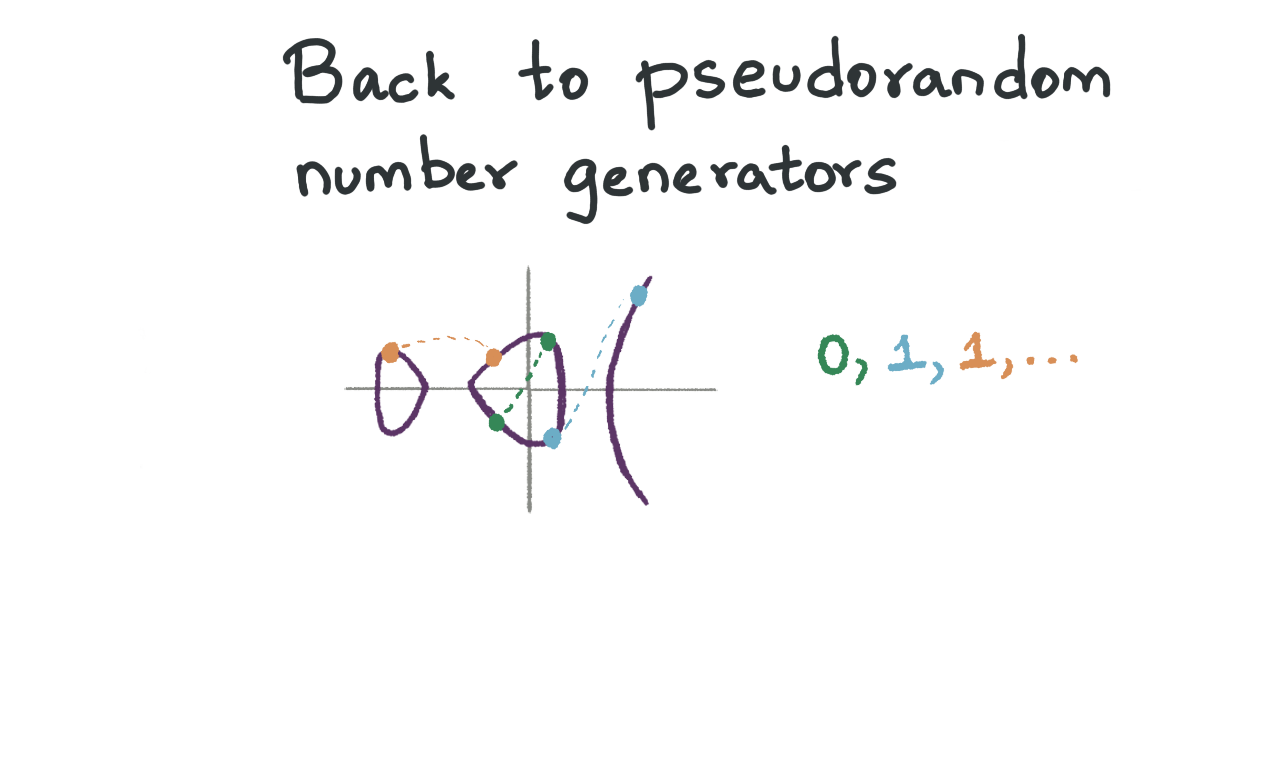 Back to pseudorandom
number generators
0, 1, 1, ...